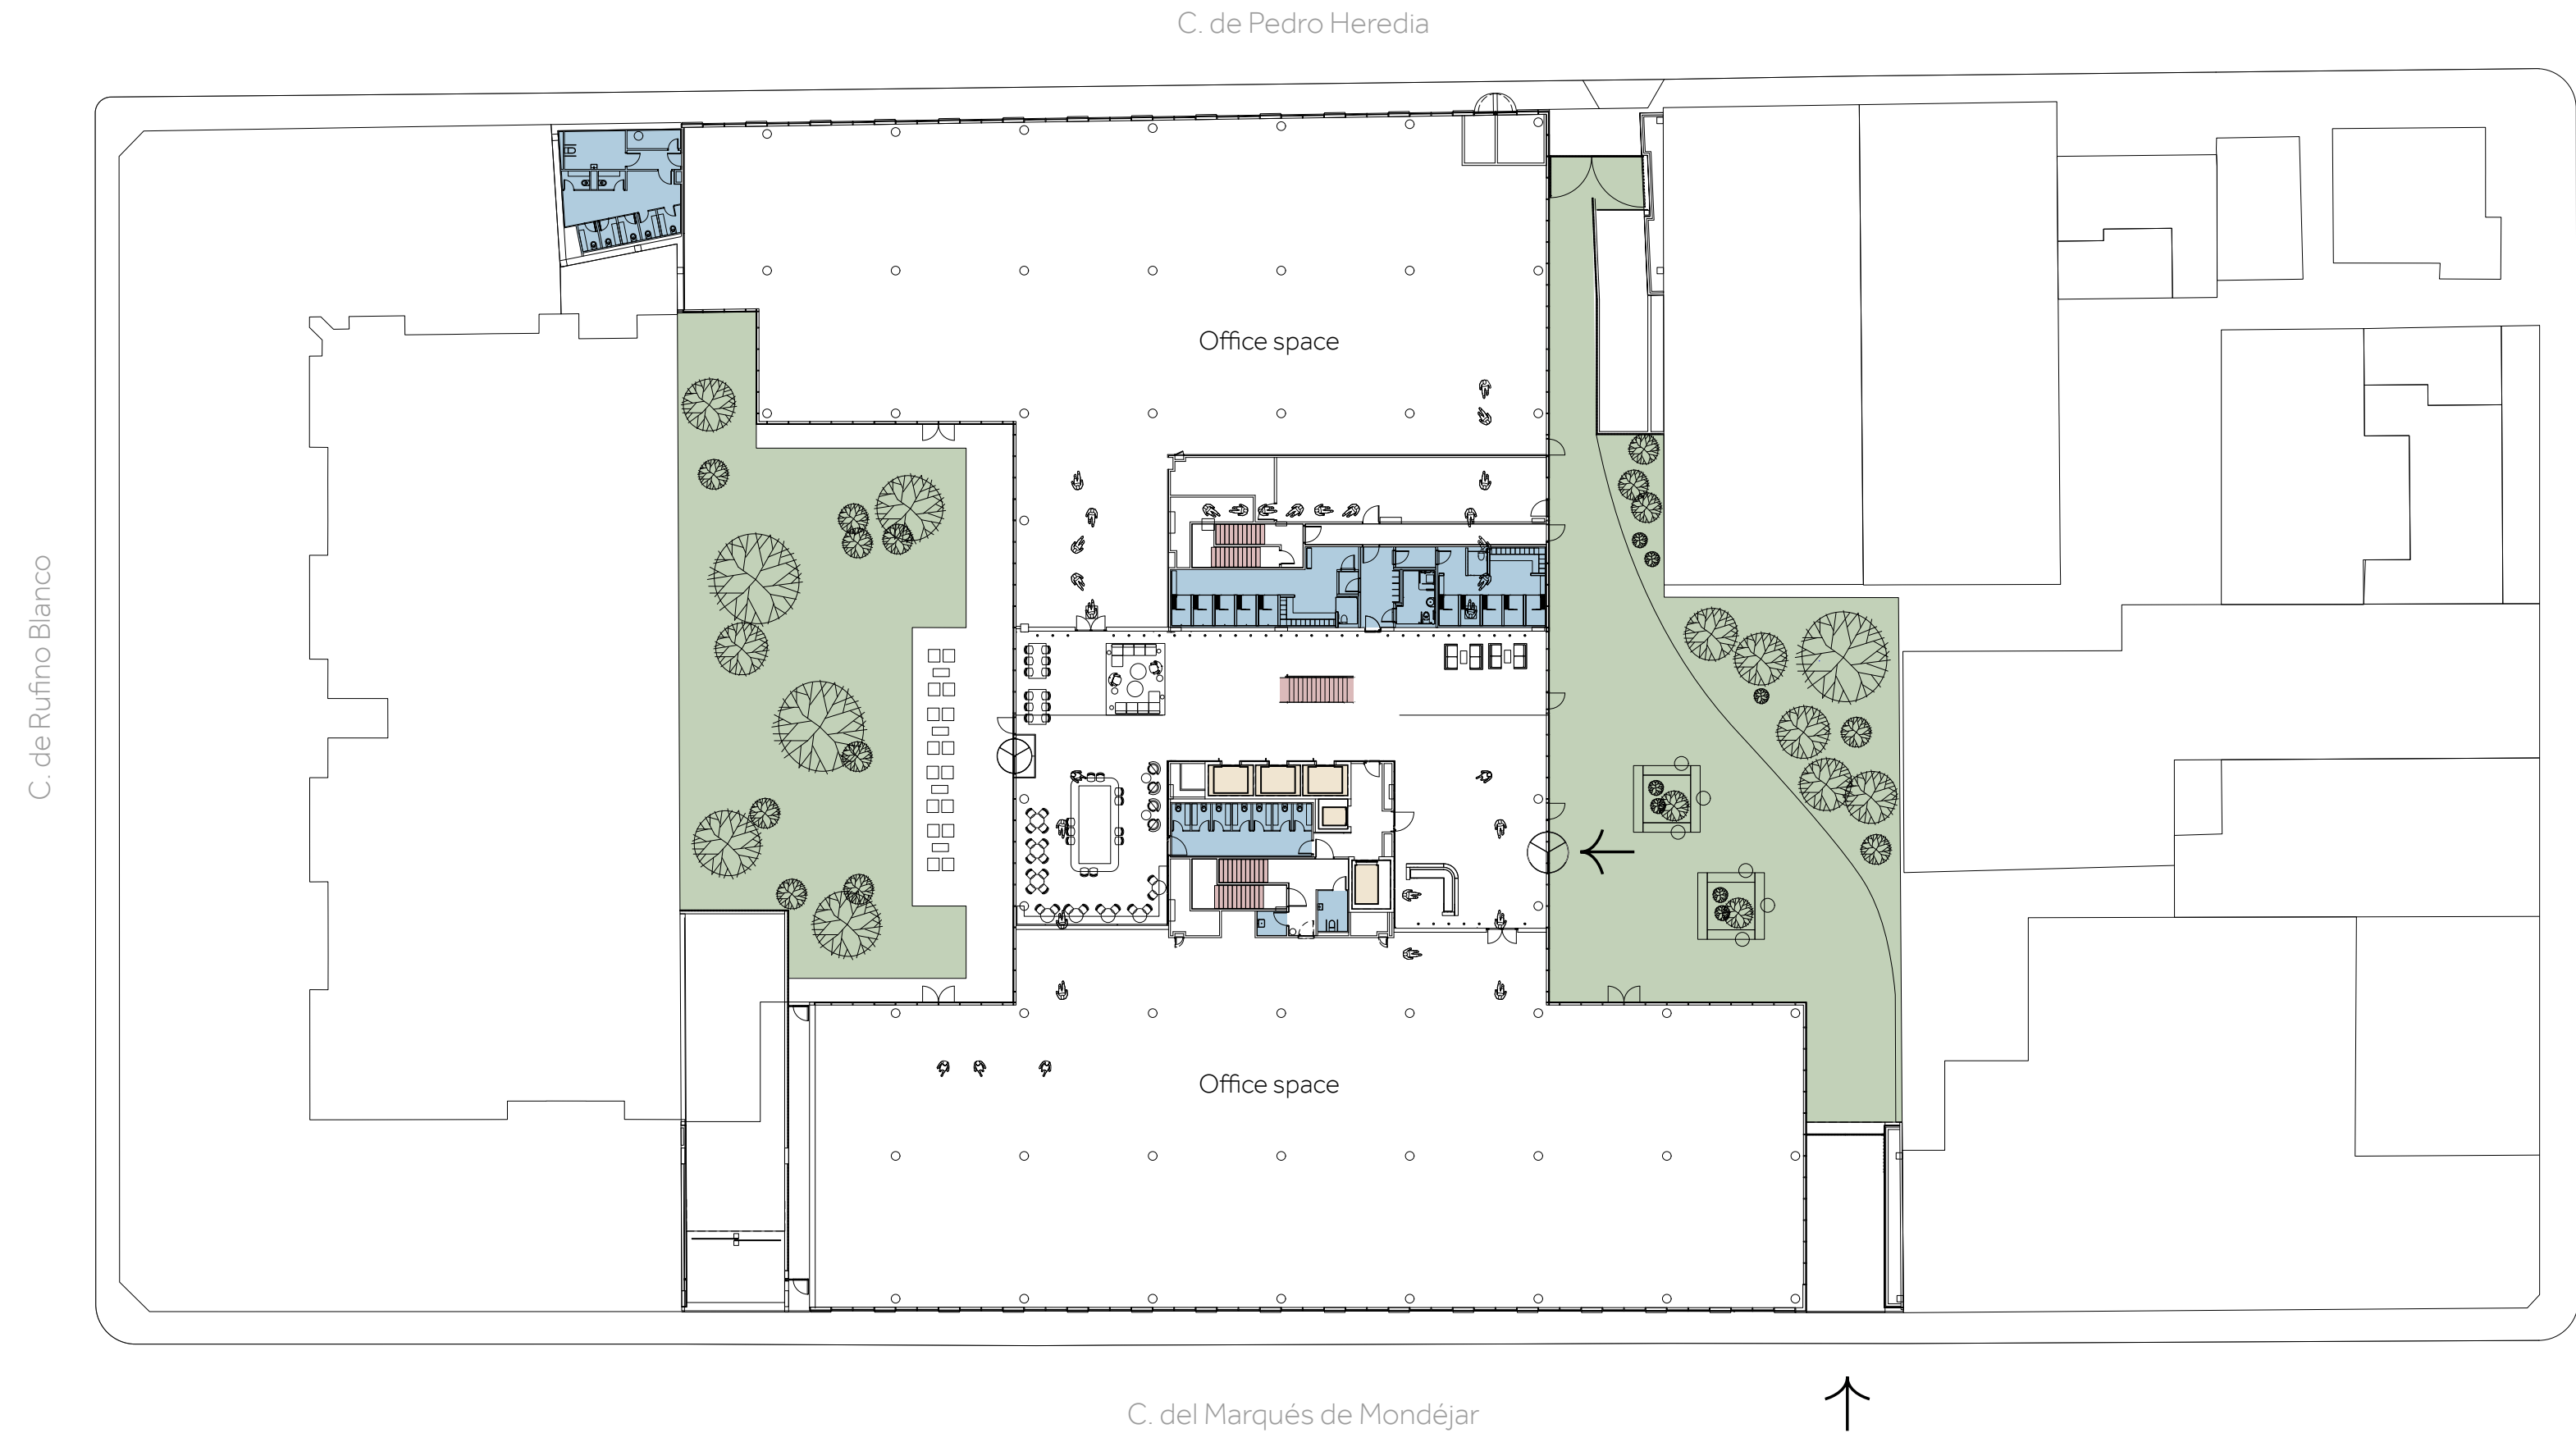 C. de Pedro Heredia
Office space
C. de Rufino Blanco
Office space
C. del Marqués de Mondéjar